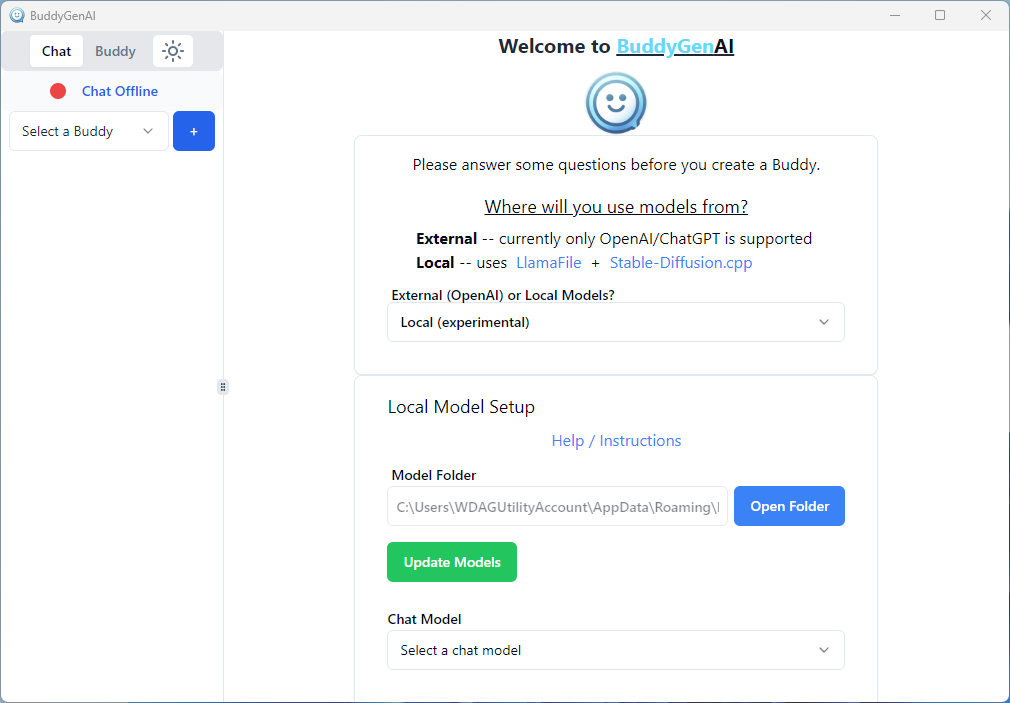 BuddyGenAI
Chat Buddy
Chat Offline
Select a Buddy +
Welcome to BuddyGenAI
Please answer some questions before you create a Buddy.
Where will you use models from?
External -- currently only OpenAI/ChatGPT is supported
Local -- uses LlamaFile + Stable-Diffusion.cpp
External (OpenAI) or Local Models?
Local (experimental)
Local Model Setup
Help / Instructions
Model Folder
C:\Users\WDAGUtilityAccount\AppData\Roaming\
Open Folder
Update Models
Chat Model
Select a chat model